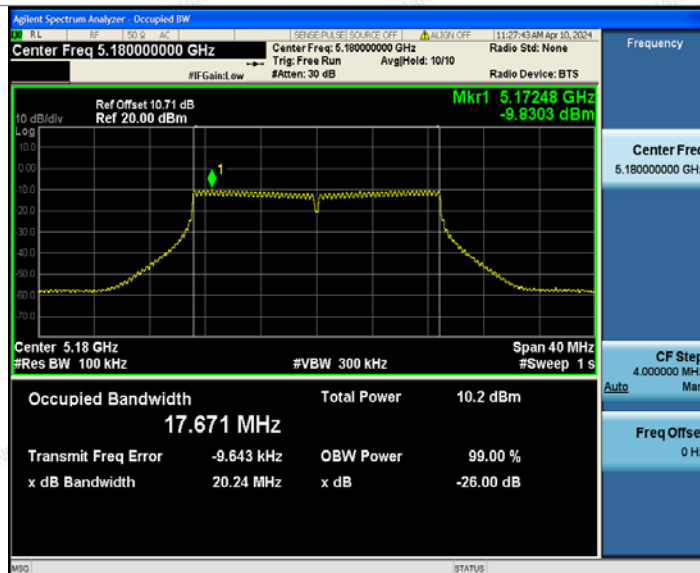 Agilent Spectrum Analyzer - Occupied BW
RL RF 50 Ω AC SENSE:PULSE SOURCE OFF ALIGN OFF 11:27:43 AM Apr 10, 2024
Center Freq 5.180000000 GHz
Center Freq: 5.180000000 GHz
Radio Std: None
Trig: Free Run Avg|Hold: 10/10
#IFGain:Low #Atten: 30 dB Radio Device: BTS
Frequency
Ref Offset 10.71 dB
10 dB/div Ref 20.00 dBm
Mkr1 5.17248 GHz
-9.8303 dBm
Log
10.0
0.00
-10.0
-20.0
-30.0
-40.0
-50.0
-60.0
-70.0
1
Center 5.18 GHz Span 40 MHz
#Res BW 100 kHz #VBW 300 kHz #Sweep 1 s
Occupied Bandwidth Total Power 10.2 dBm
17.671 MHz
Transmit Freq Error -9.643 kHz OBW Power 99.00 %
x dB Bandwidth 20.24 MHz x dB -26.00 dB
Center Freq
5.180000000 GHz
CF Step
4.000000 MHz
Auto Man
Freq Offset
0 Hz
MSG STATUS